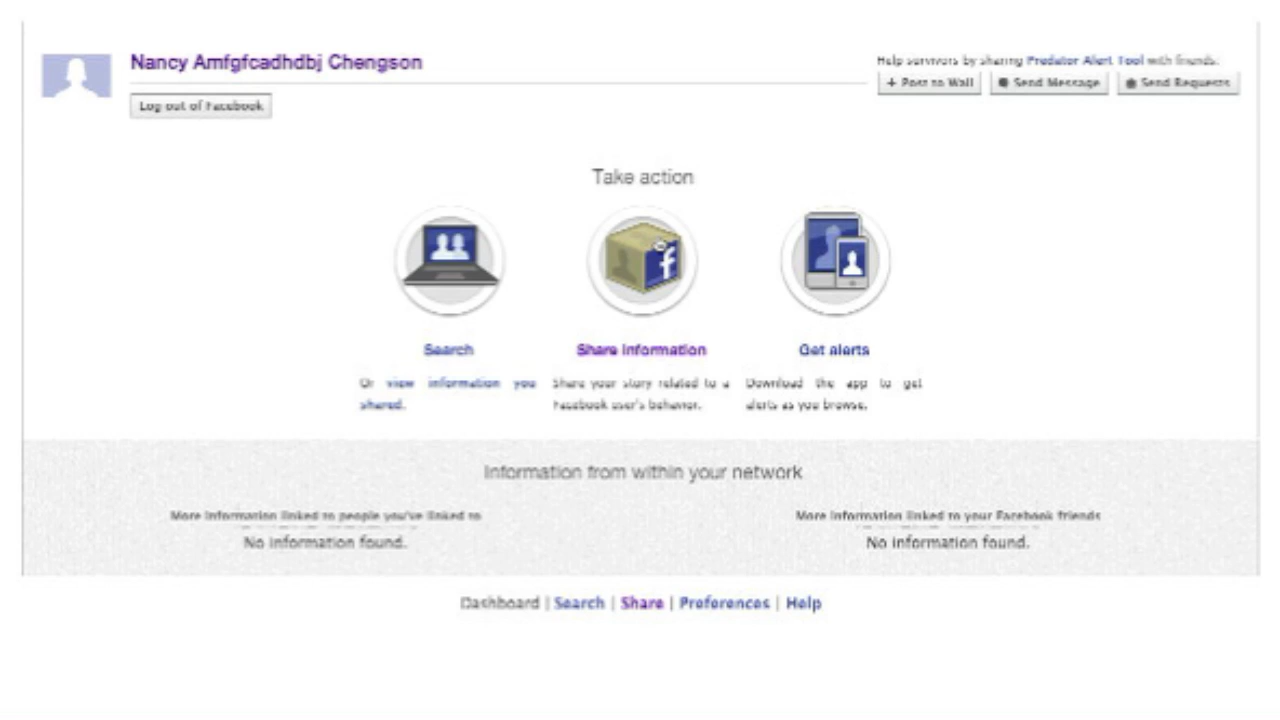 Nancy Amfgfcadhdbj Chengson
Help survivors by sharing Predator Alert Tool with friends.
+ Post to Wall
Send Message
Send Requests
Log out of Facebook
Take action
Search
Or view information you
shared.
Share information
Share your story related to a
Facebook user's behavior.
Get alerts
Download the app to get
alerts as you browse.
Information from within your network
More information linked to people you've linked to
No information found.
More information linked to your Facebook friends
No information found.
Dashboard | Search | Share | Preferences | Help